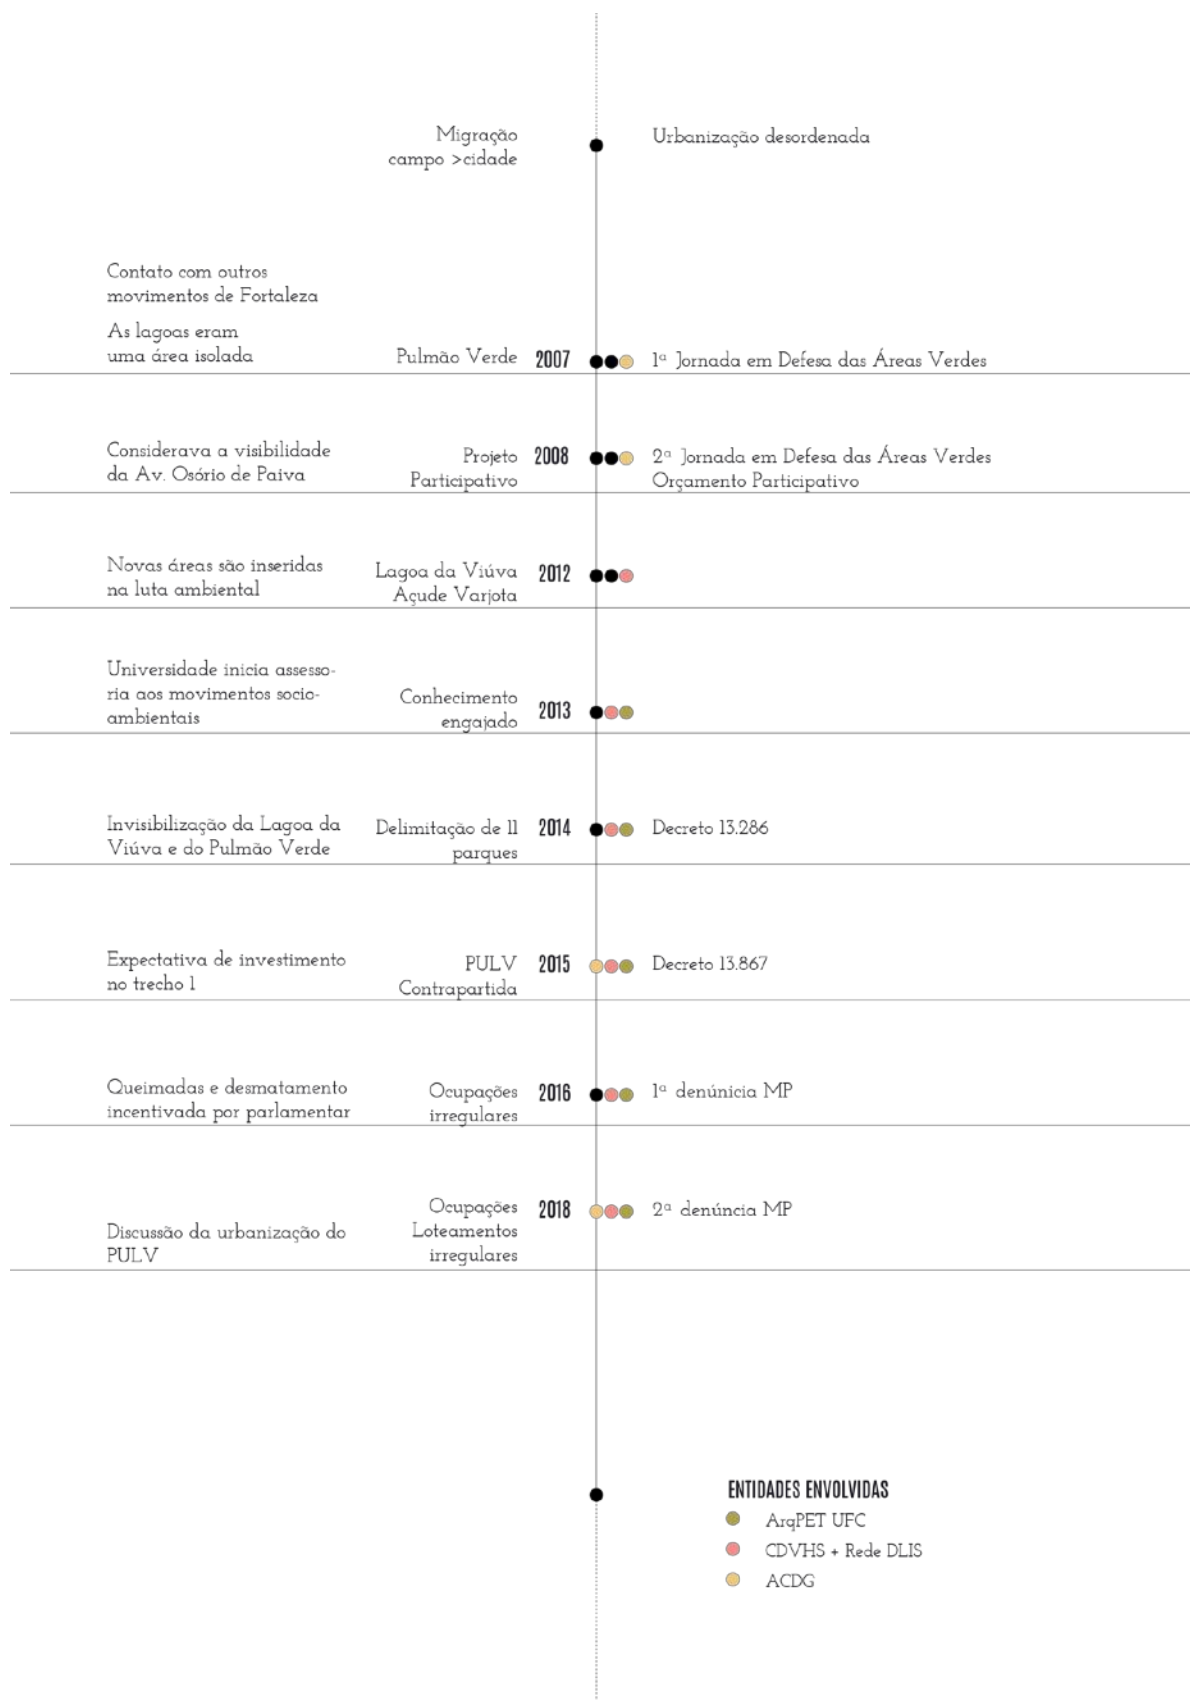 Migração
campo >cidade
Urbanização desordenada
Contato com outros
movimentos de Fortaleza
As lagoas eram
uma área isolada
Pulmão Verde
2007
1ª Jornada em Defesa das Áreas Verdes
Considerava a visibilidade
da Av. Osório de Paiva
Projeto
Participativo
2008
2ª Jornada em Defesa das Áreas Verdes
Orçamento Participativo
Novas áreas são inseridas
na luta ambiental
Lagoa da Viúva
Açude Varjota
2012
Universidade inicia assesso-
ria aos movimentos socio-
ambientais
Conhecimento
engajado
2013
Invisibilização da Lagoa da
Viúva e do Pulmão Verde
Delimitação de 11
parques
2014
Decreto 13.286
Expectativa de investimento
no trecho 1
PULV
Contrapartida
2015
Decreto 13.867
Queimadas e desmatamento
incentivada por parlamentar
Ocupações
irregulares
2016
1ª denúnicia MP
Discussão da urbanização do
PULV
Ocupações
Loteamentos
irregulares
2018
2ª denúncia MP
ENTIDADES ENVOLVIDAS
ArqPET UFC
CDVHS + Rede DLIS
ACDG